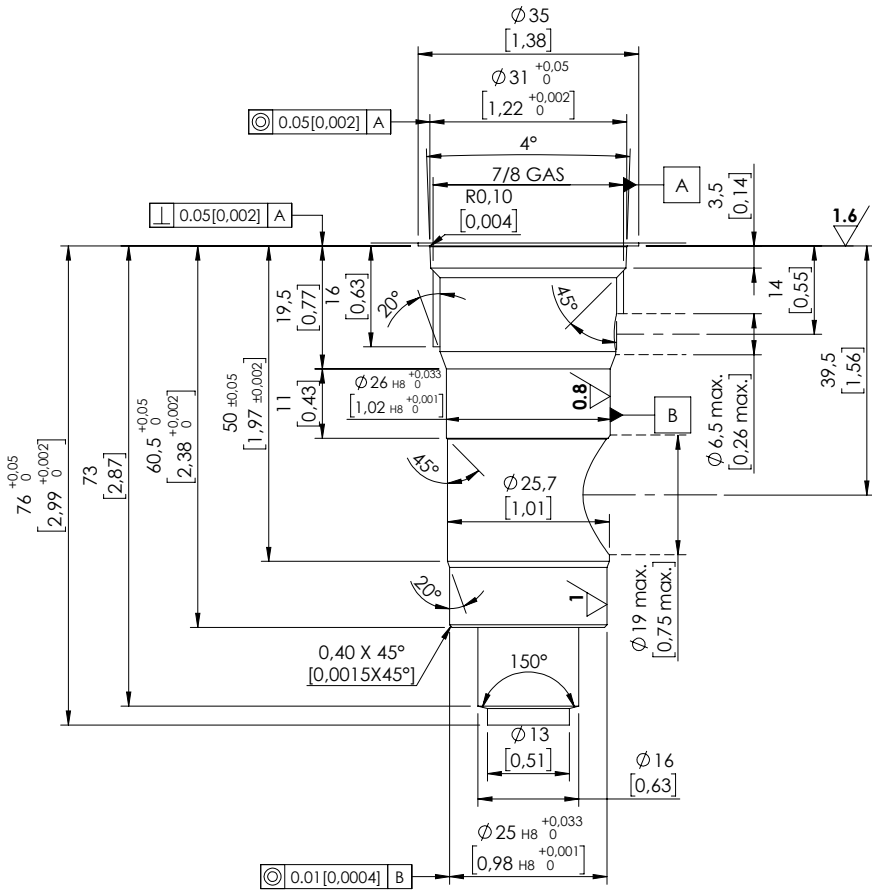 Ø35
[1,38]
Ø31 +0,05 0
[1,22 +0,002 0]
◎ 0.05[0,002] A
4°
7/8 GAS
A
R0,10
[0,004]
3,5
[0,14]
1.6
⊥ 0.05[0,002] A
19,5
[0,77]
16
[0,63]
20°
45°
14
[0,55]
39,5
[1,56]
11
[0,43]
Ø26 H8 +0,033 0
[1,02 H8 +0,001 0]
0.8
B
Ø6,5 max.
[0,26 max.]
76 +0,05 0
[2,99 +0,002 0]
73
[2,87]
60,5 +0,05 0
[2,38 +0,002 0]
50 ±0,05
[1,97 ±0,002]
45°
Ø25,7
[1,01]
20°
1
Ø19 max.
[0,75 max.]
0,40 X 45°
[0,0015X45°]
150°
Ø13
[0,51]
Ø16
[0,63]
Ø25 H8 +0,033 0
[0,98 H8 +0,001 0]
◎ 0.01[0,0004] B